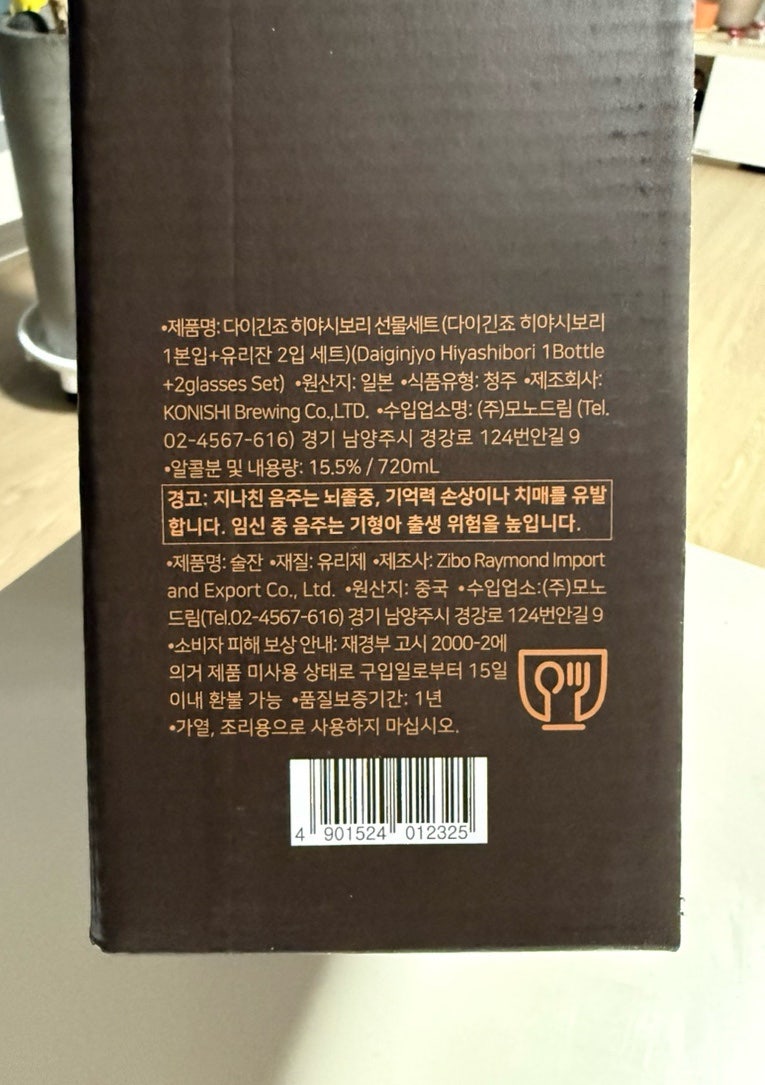 •제품명: 다이긴죠 히야시보리 선물세트 (다이긴죠 히야시보리
1본입+유리잔 2입 세트)(Daiginjyo Hiyashibori 1Bottle
+2glasses Set) •원산지: 일본 •식품유형: 청주 •제조회사:
KONISHI Brewing Co.,LTD. •수입업소명: (주)모노드림 (Tel.
02-4567-616) 경기 남양주시 경강로 124번안길 9
•알콜분 및 내용량: 15.5% / 720mL
경고: 지나친 음주는 뇌졸중, 기억력 손상이나 치매를 유발
합니다. 임신 중 음주는 기형아 출생 위험을 높입니다.
•제품명: 술잔 •재질: 유리제 •제조사: Zibo Raymond Import
and Export Co., Ltd. •원산지: 중국 •수입업소:(주)모노
드림(Tel.02-4567-616) 경기 남양주시 경강로 124번안길 9
•소비자 피해 보상 안내: 재경부 고시 2000-2에
의거 제품 미사용 상태로 구입일로부터 15일
이내 환불 가능 •품질보증기간: 1년
•가열, 조리용으로 사용하지 마십시오.
4 901524 012325